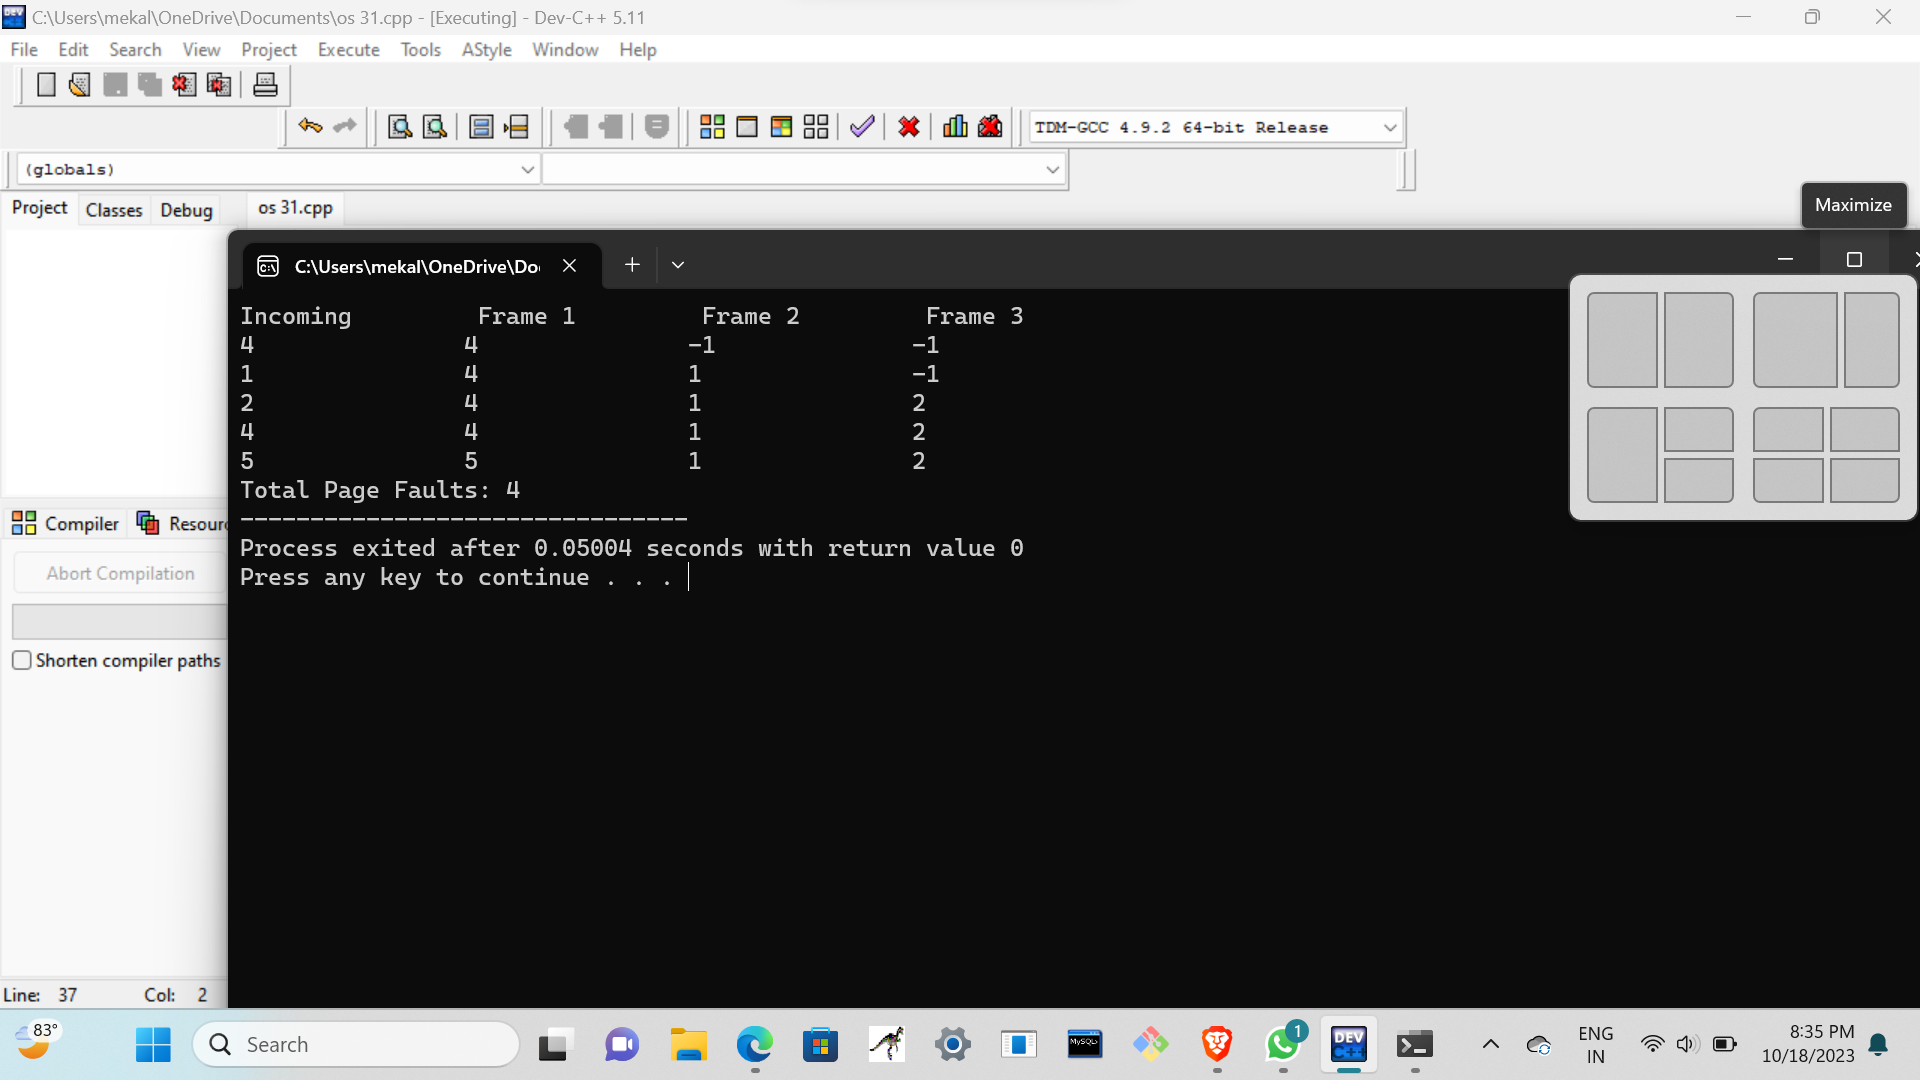 C:\Users\mekal\OneDrive\Documents\os 31.cpp - [Executing] - Dev-C++ 5.11
File Edit Search View Project Execute Tools AStyle Window Help
TDM-GCC 4.9.2 64-bit Release
(globals)
Project Classes Debug os 31.cpp
Maximize
C:\Users\mekal\OneDrive\Do
Incoming Frame 1 Frame 2 Frame 3
4 4 -1 -1
1 4 1 -1
2 4 1 2
4 4 1 2
5 5 1 2
Total Page Faults: 4
--------------------------------
Process exited after 0.05004 seconds with return value 0
Press any key to continue . . .
Compiler Resour
Abort Compilation
Shorten compiler paths
Line: 37 Col: 2
83°
Search
MySQL>
1
DEV
C++
ENG
IN
8:35 PM
10/18/2023